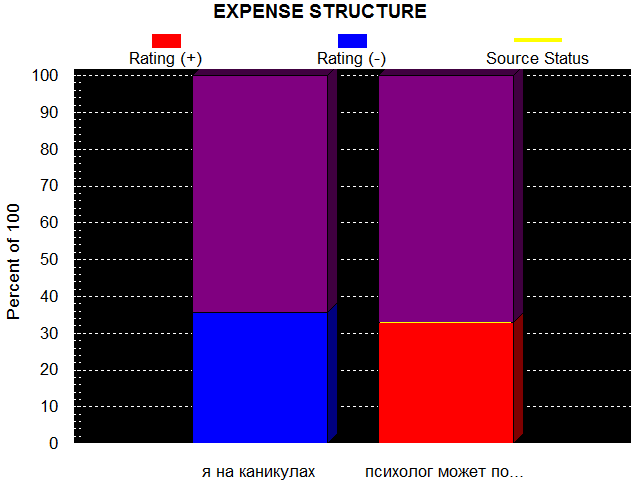 EXPENSE STRUCTURE
Rating (+) Rating (-) Source Status
Percent of 100
100
90
80
70
60
50
40
30
20
10
0
я на каникулах психолог может по...